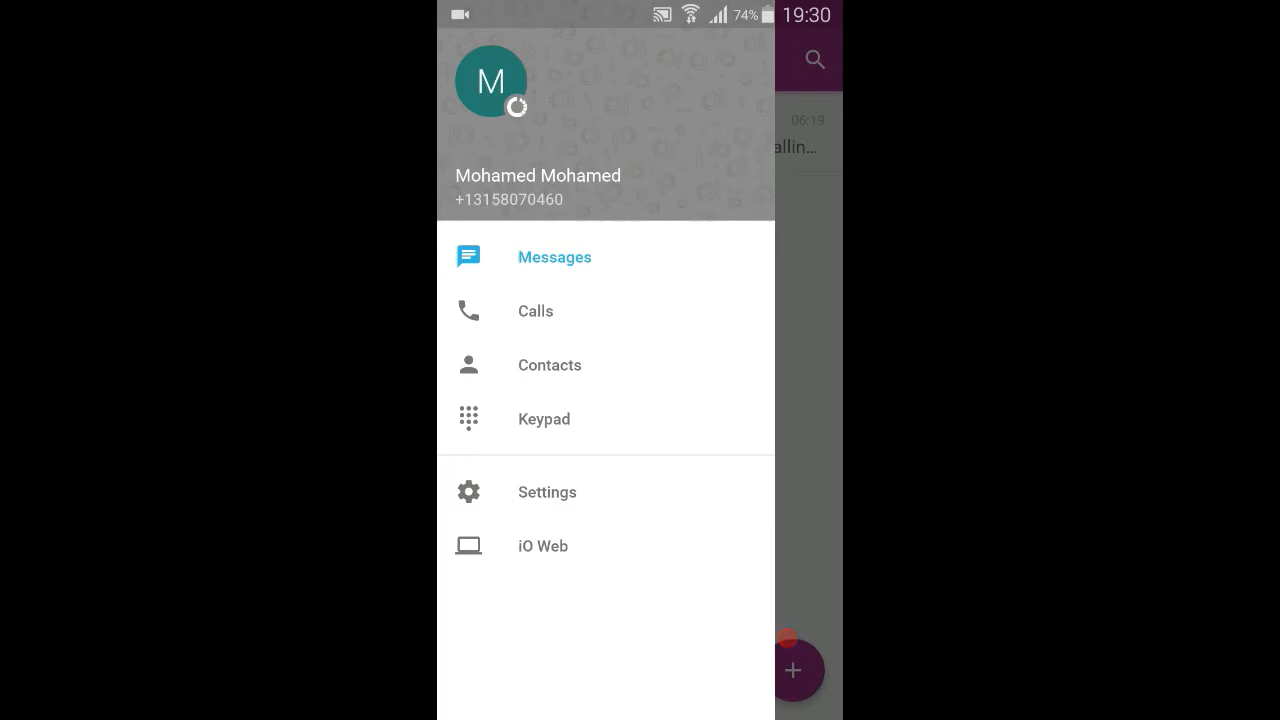 74% 19:30
M
06:19
allin...
Mohamed Mohamed
+13158070460
Messages
Calls
Contacts
Keypad
Settings
iO Web